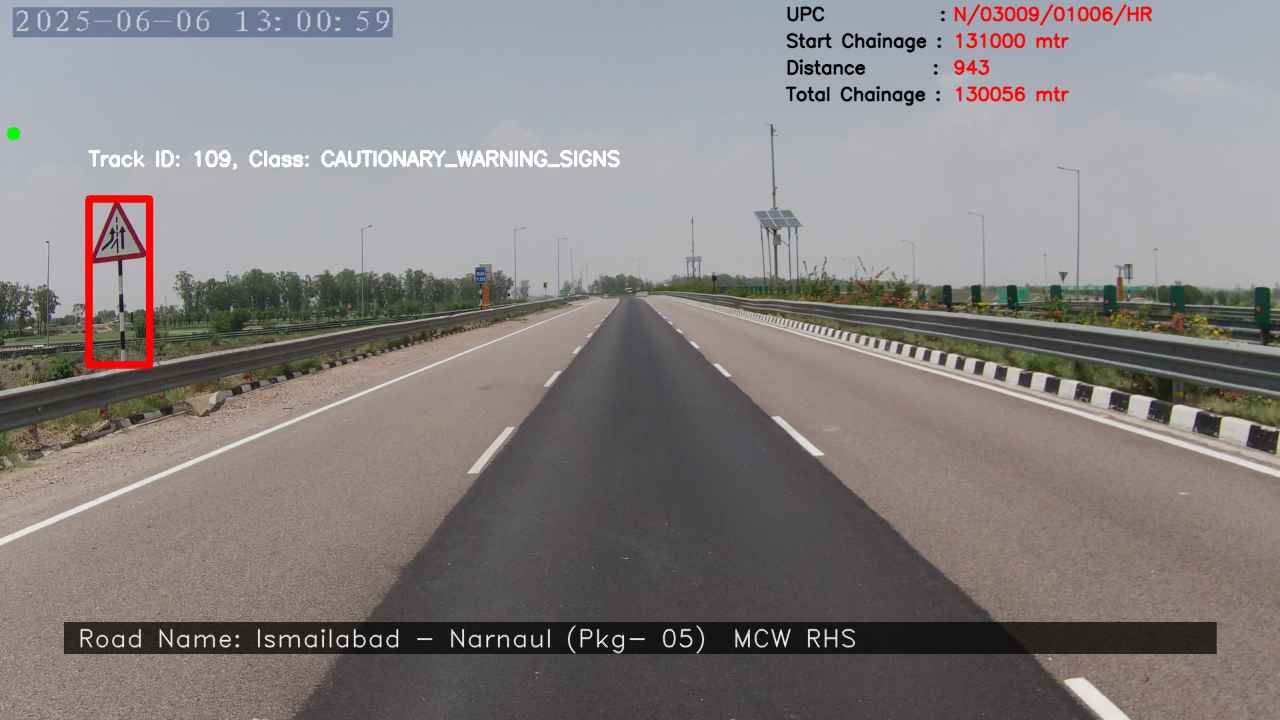 2025-06-06 13:00:59
UPC : N/03009/01006/HR
Start Chainage : 131000 mtr
Distance : 943
Total Chainage : 130056 mtr
Track ID: 109, Class: CAUTIONARY_WARNING_SIGNS
Road Name: Ismailabad - Narnaul (Pkg- 05) MCW RHS